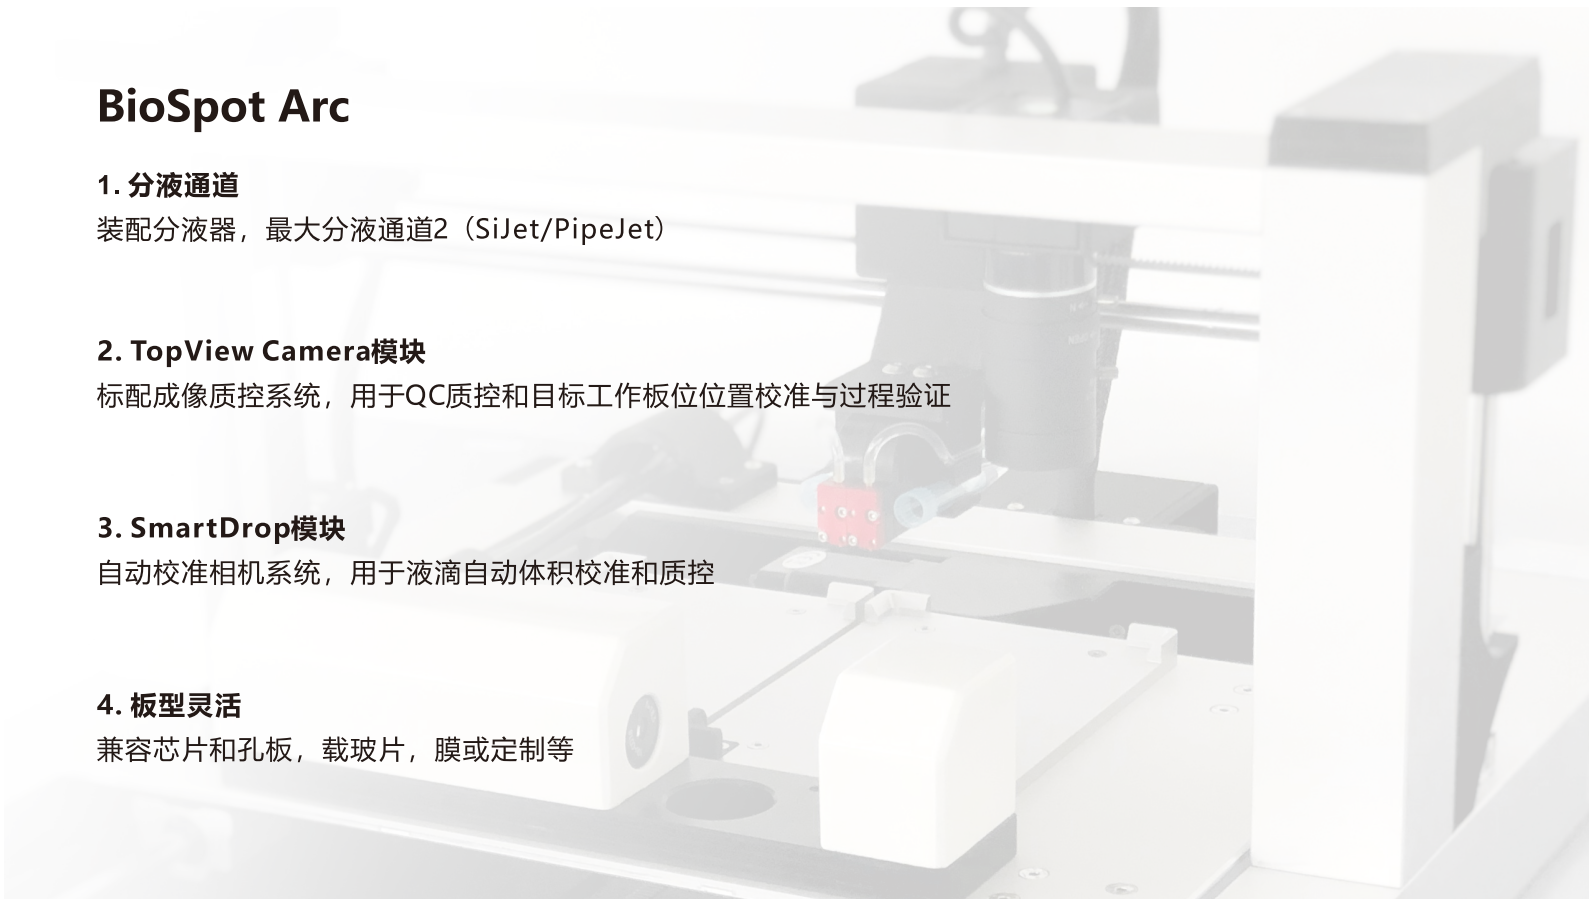 BioSpot Arc
1. 分液通道
装配分液器，最大分液通道2（SiJet/PipeJet）
2. TopView Camera模块
标配成像质控系统，用于QC质控和目标工作板位位置校准与过程验证
3. SmartDrop模块
自动校准相机系统，用于液滴自动体积校准和质控
4. 板型灵活
兼容芯片和孔板，载玻片，膜或定制等